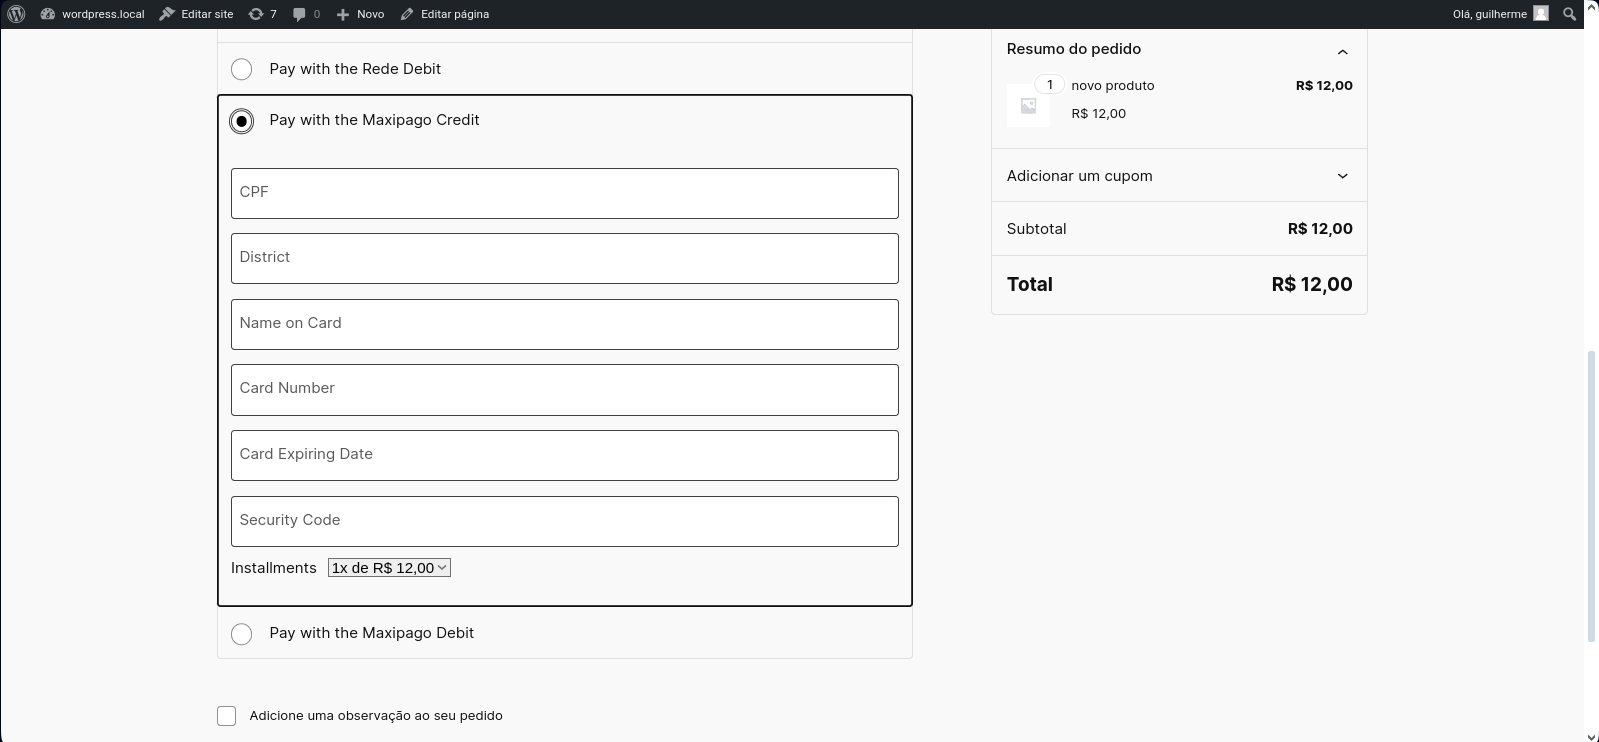 wordpress.local Editar site 7 0 Novo Editar página Olá, guilherme
Pay with the Rede Debit
Pay with the Maxipago Credit
CPF
District
Name on Card
Card Number
Card Expiring Date
Security Code
Installments 1x de R$ 12,00
Pay with the Maxipago Debit
Adicione uma observação ao seu pedido
Resumo do pedido
1 novo produto R$ 12,00
R$ 12,00
Adicionar um cupom
Subtotal R$ 12,00
Total R$ 12,00